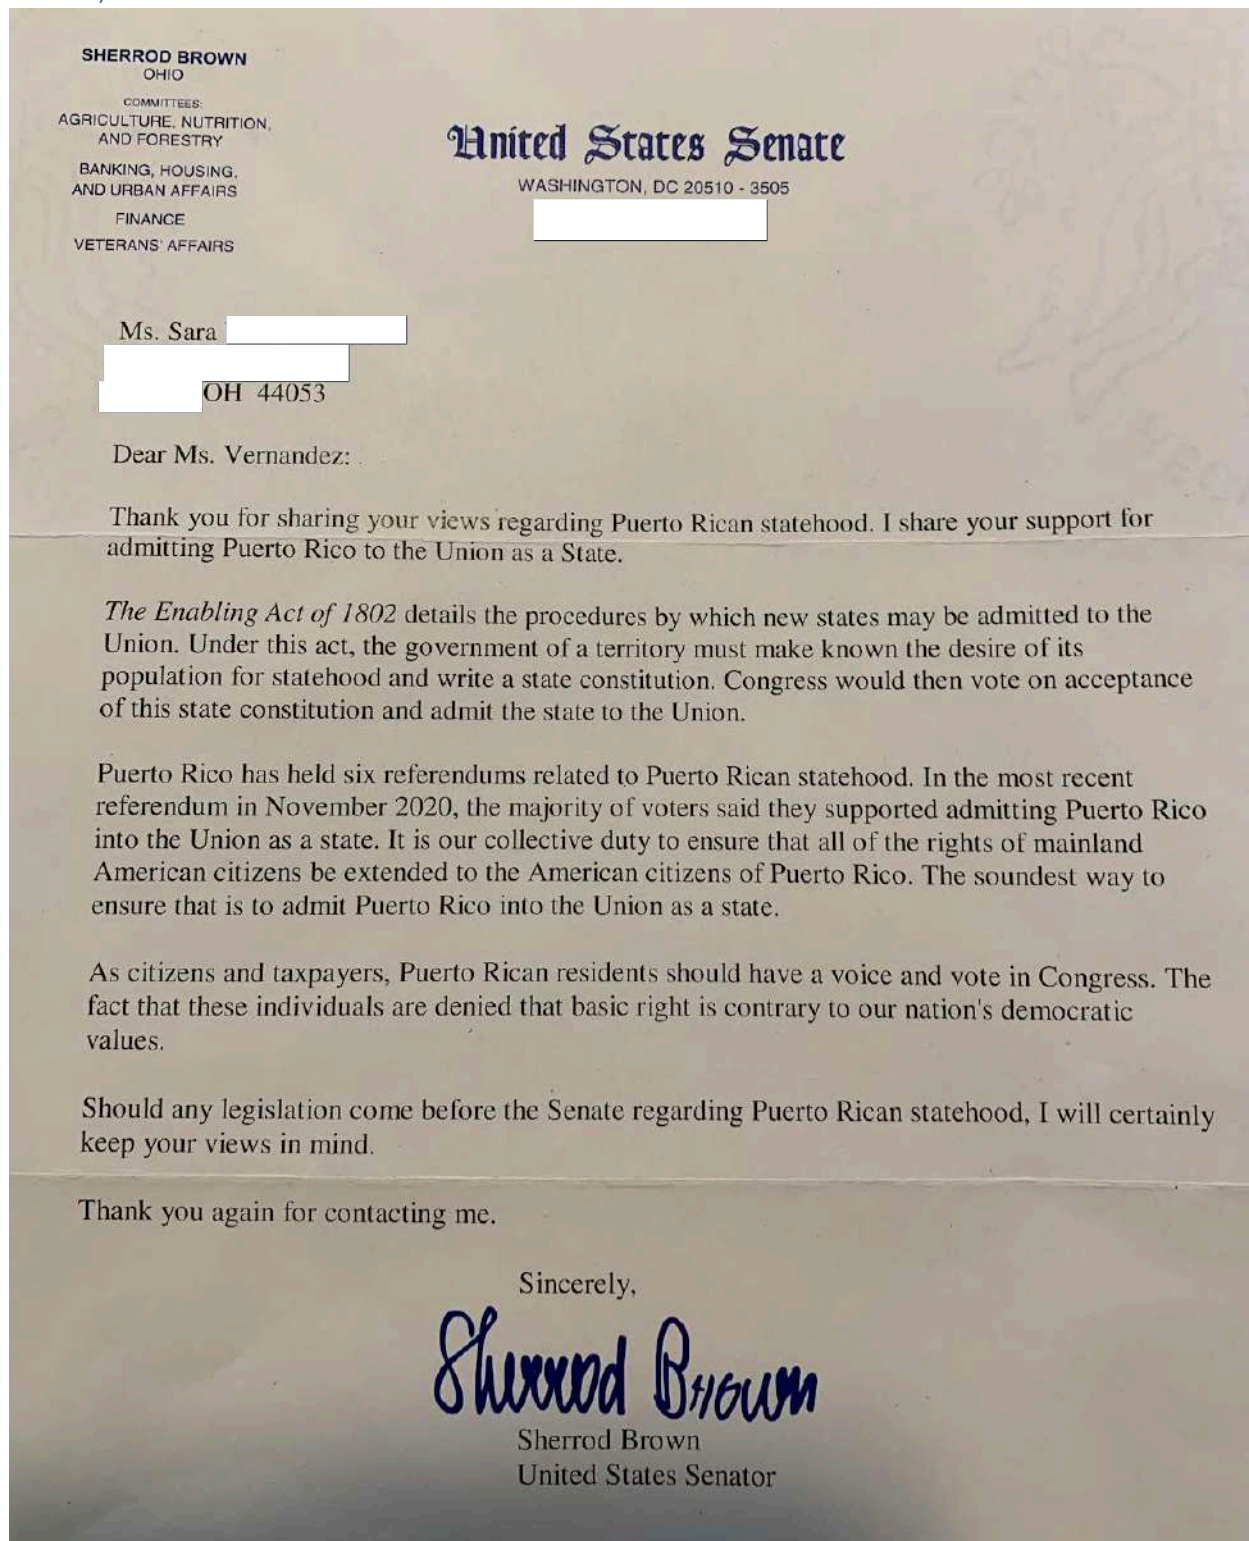 SHERROD BROWN
OHIO
COMMITTEES:
AGRICULTURE, NUTRITION,
AND FORESTRY
BANKING, HOUSING,
AND URBAN AFFAIRS
FINANCE
VETERANS' AFFAIRS
United States Senate
WASHINGTON, DC 20510 - 3505
Ms. Sara
OH 44053
Dear Ms. Vernandez:
Thank you for sharing your views regarding Puerto Rican statehood. I share your support for
admitting Puerto Rico to the Union as a State.
The Enabling Act of 1802 details the procedures by which new states may be admitted to the
Union. Under this act, the government of a territory must make known the desire of its
population for statehood and write a state constitution. Congress would then vote on acceptance
of this state constitution and admit the state to the Union.
Puerto Rico has held six referendums related to Puerto Rican statehood. In the most recent
referendum in November 2020, the majority of voters said they supported admitting Puerto Rico
into the Union as a state. It is our collective duty to ensure that all of the rights of mainland
American citizens be extended to the American citizens of Puerto Rico. The soundest way to
ensure that is to admit Puerto Rico into the Union as a state.
As citizens and taxpayers, Puerto Rican residents should have a voice and vote in Congress. The
fact that these individuals are denied that basic right is contrary to our nation's democratic
values.
Should any legislation come before the Senate regarding Puerto Rican statehood, I will certainly
keep your views in mind.
Thank you again for contacting me.
Sincerely,
Sherrod Brown
Sherrod Brown
United States Senator